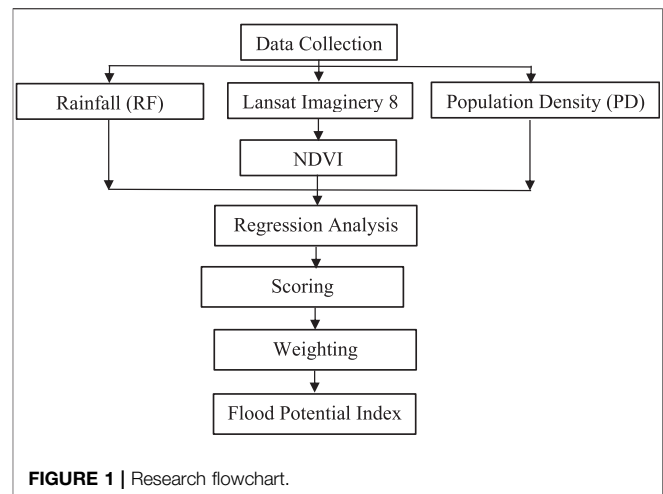 Data Collection
Rainfall (RF)
Lansat Imaginery 8
Population Density (PD)
NDVI
Regression Analysis
Scoring
Weighting
Flood Potential Index
FIGURE 1 | Research flowchart.